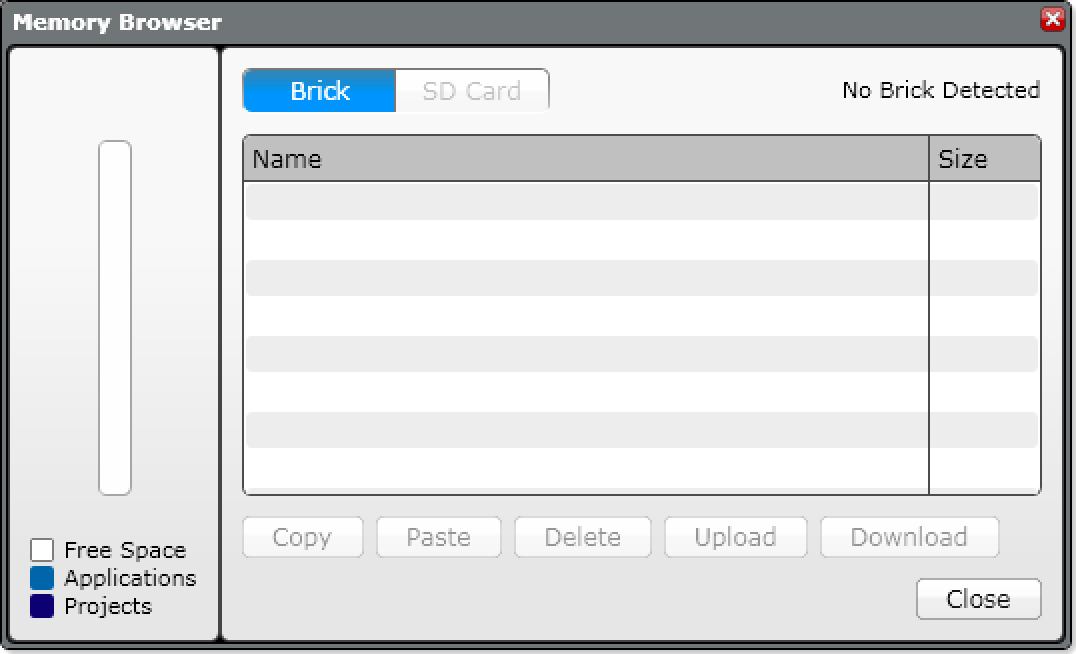 Memory Browser
Brick SD Card No Brick Detected
Name Size
Copy Paste Delete Upload Download
Free Space
Applications
Projects
Close